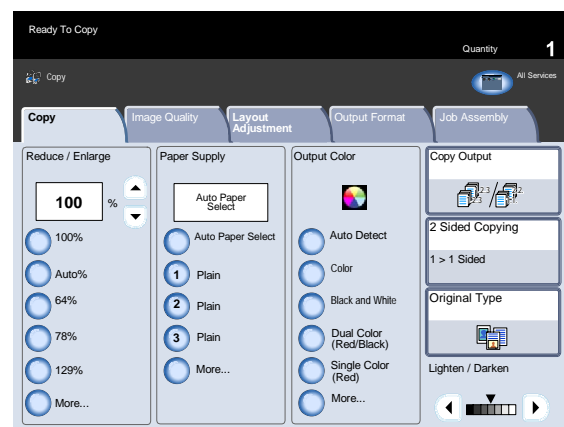 Ready To Copy
Quantity 1
Copy
All Services
Copy
Image Quality
Layout
Adjustment
Output Format
Job Assembly
Reduce / Enlarge
100 %
100%
Auto%
64%
78%
129%
More...
Paper Supply
Auto Paper
Select
Auto Paper Select
1 Plain
2 Plain
3 Plain
More...
Output Color
Auto Detect
Color
Black and White
Dual Color
(Red/Black)
Single Color
(Red)
More...
Copy Output
2 Sided Copying
1 > 1 Sided
Original Type
Lighten / Darken